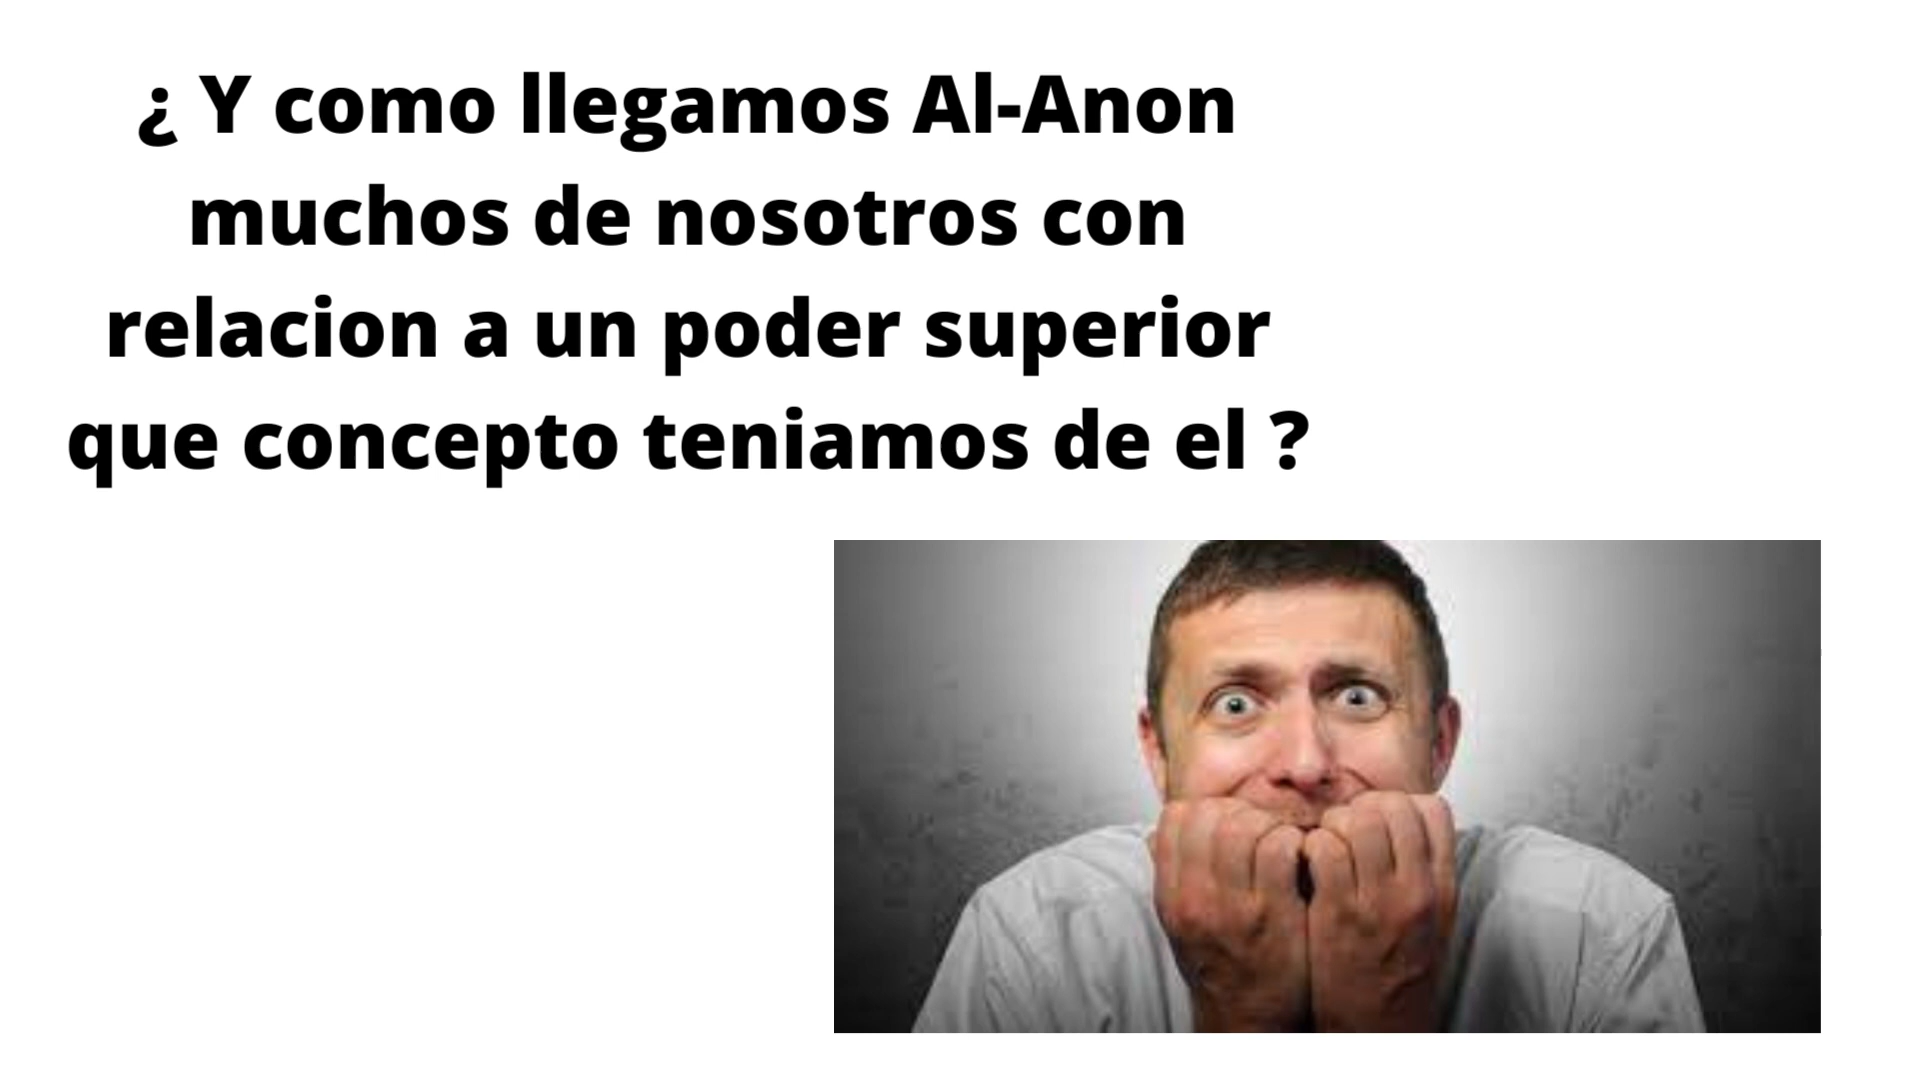 ¿ Y como llegamos Al-Anon
muchos de nosotros con
relacion a un poder superior
que concepto teniamos de el ?